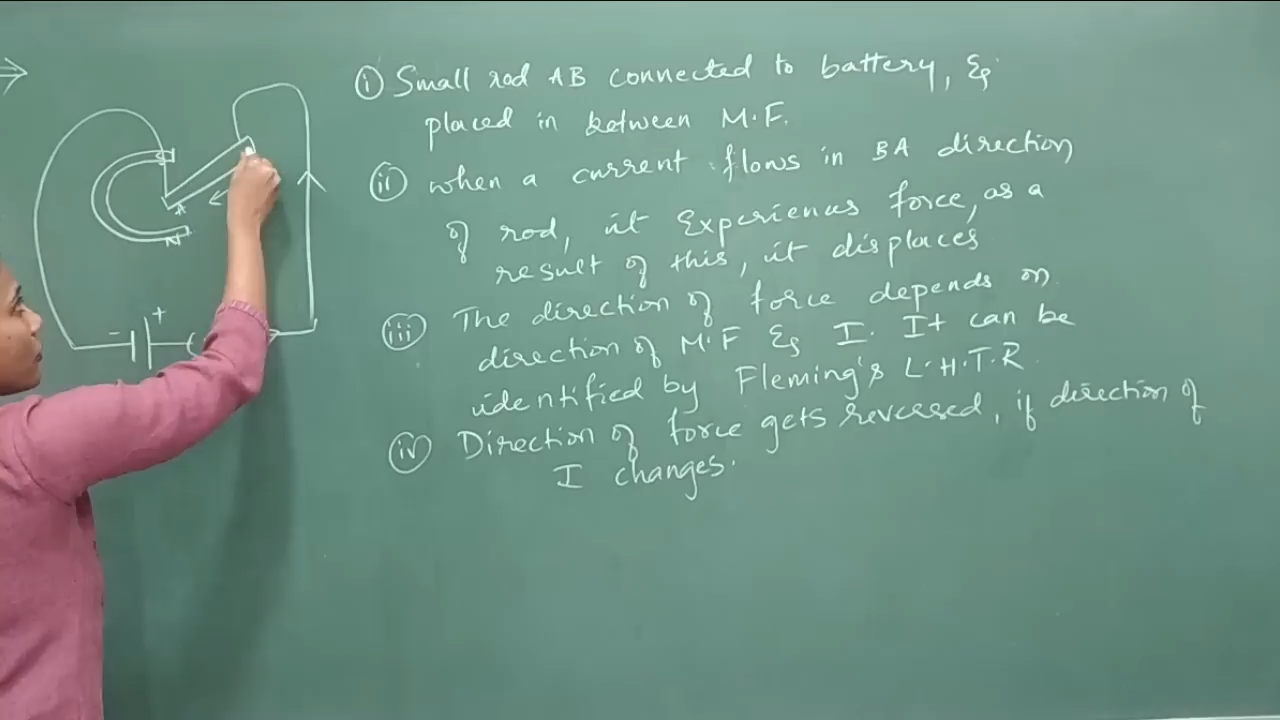 (i) Small rod AB connected to battery, &
placed in between M.F.
(ii) when a current flows in BA direction
of rod, it Experiences force, as a
result of this, it displaces
(iii) The direction of force depends on
direction of M.F & I. It can be
identified by Fleming's L.H.T.R
(iv) Direction of force gets reversed, if direction of
I changes.
A
N
- +